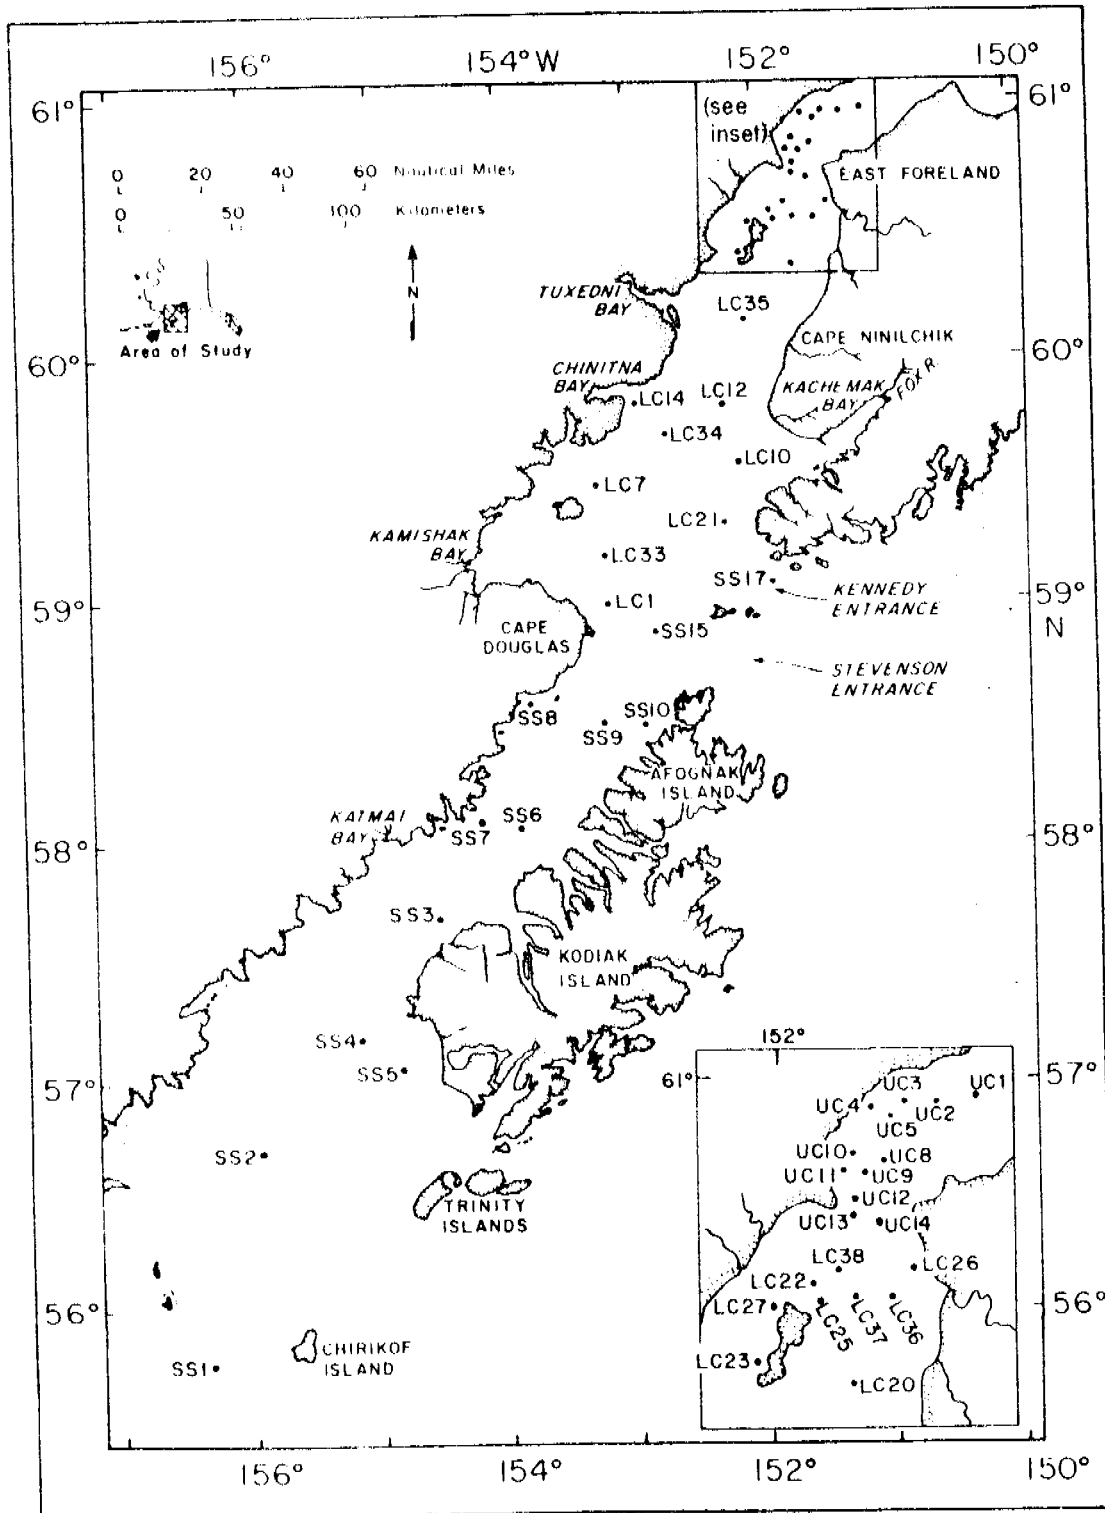 156°
154° W
152°
150°
61°
(see
inset)
61°
0 20 40 60 Nautical Miles
0 50 100 Kilometers
EAST FORELAND
N
TUXEDNI
BAY
LC35
Area of Study
60°
CAPE NINILCHIK
60°
CHINITNA
BAY
KACHEMAK
BAY
FOX R.
LC14
LC12
LC34
LC10
LC7
LC21
KAMISHAK
BAY
LC33
SS17
KENNEDY
ENTRANCE
59°
LC1
59°
N
CAPE
DOUGLAS
SS15
STEVENSON
ENTRANCE
SS8
SS10
SS9
AFOGNAK
ISLAND
KATMAI
BAY
SS6
SS7
58°
58°
SS3
KODIAK
ISLAND
SS4
SS5
57°
57°
SS2
TRINITY
ISLANDS
56°
56°
CHIRIKOF
ISLAND
SS1
152°
61°
UC3
UC1
UC4
UC2
UC5
UC10
UC8
UC11
UC9
UC12
UC13
UC14
LC38
LC26
LC22
LC27
LC25
LC37
LC36
LC23
LC20
156°
154°
152°
150°